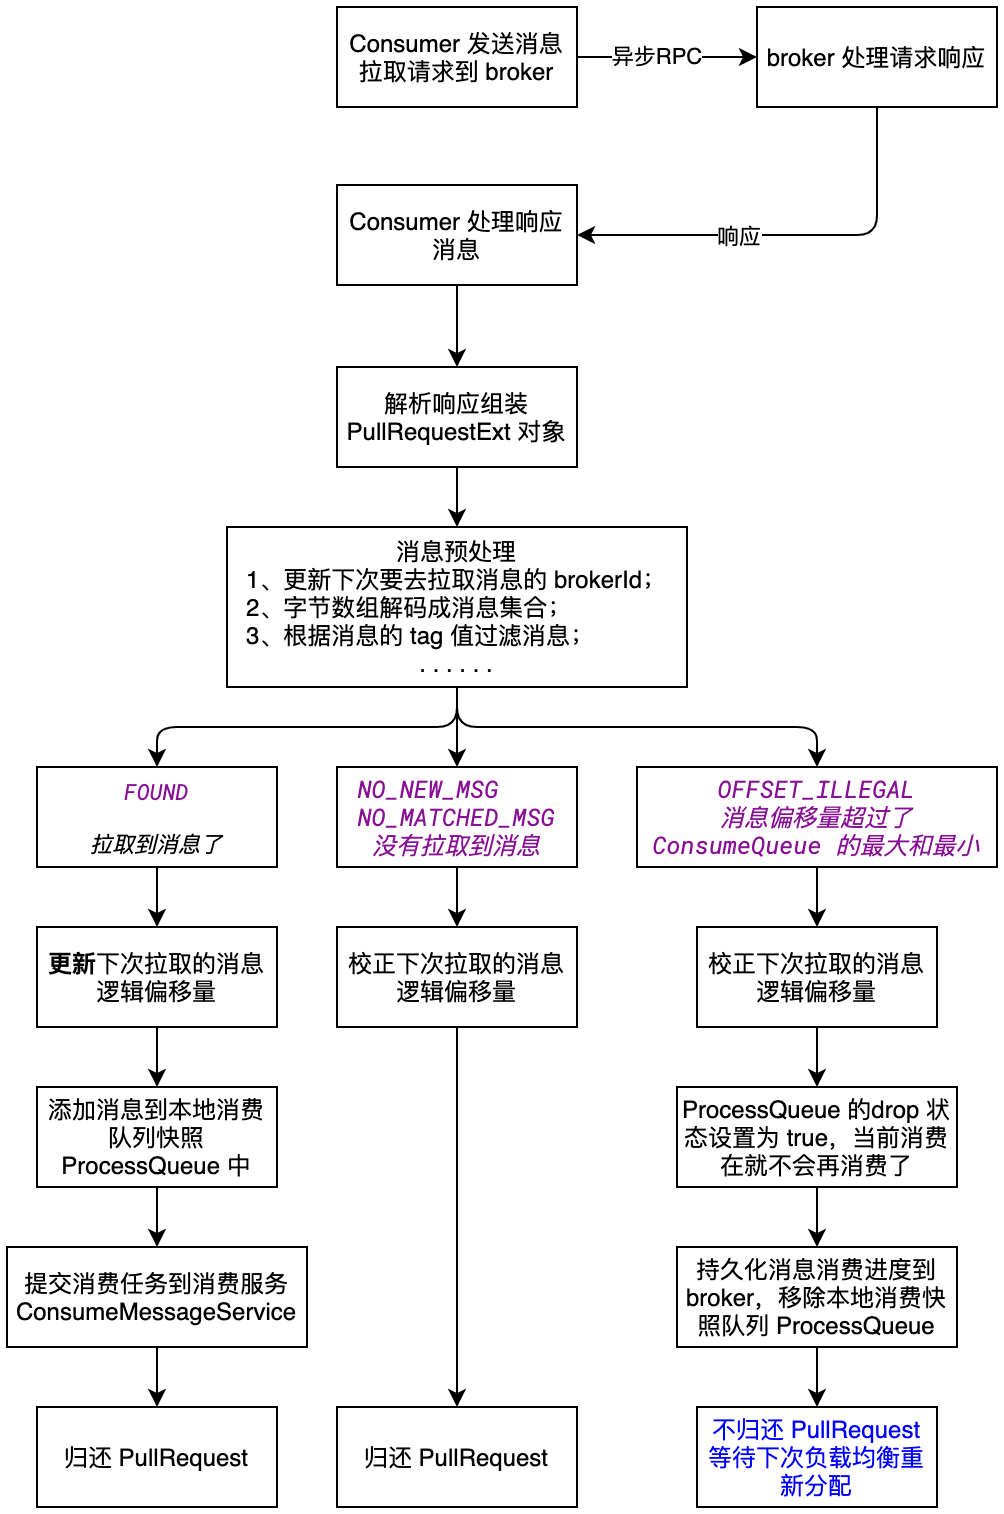 Consumer 发送消息
拉取请求到 broker
异步RPC
broker 处理请求响应
Consumer 处理响应
消息
响应
解析响应组装
PullRequestExt 对象
消息预处理
1、更新下次要去拉取消息的 brokerId；
2、字节数组解码成消息集合；
3、根据消息的 tag 值过滤消息；
. . . . . .
FOUND
拉取到消息了
NO_NEW_MSG
NO_MATCHED_MSG
没有拉取到消息
OFFSET_ILLEGAL
消息偏移量超过了
ConsumeQueue 的最大和最小
更新下次拉取的消息
逻辑偏移量
校正下次拉取的消息
逻辑偏移量
校正下次拉取的消息
逻辑偏移量
添加消息到本地消费
队列快照
ProcessQueue 中
ProcessQueue 的drop 状
态设置为 true，当前消费
在就不会再消费了
提交消费任务到消费服务
ConsumeMessageService
持久化消息消费进度到
broker，移除本地消费快
照队列 ProcessQueue
归还 PullRequest
归还 PullRequest
不归还 PullRequest
等待下次负载均衡重
新分配